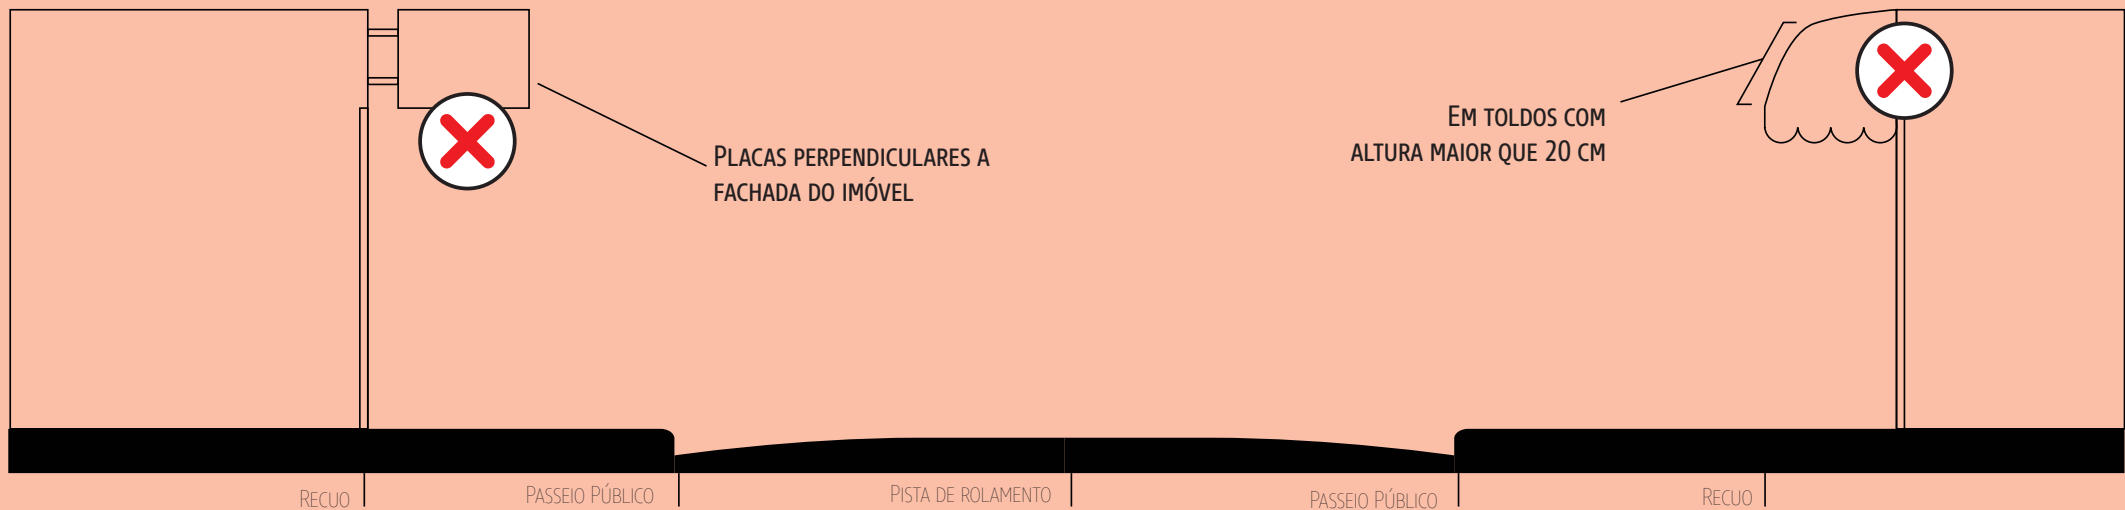 Placas perpendiculares a
fachada do imóvel
Em toldos com
altura maior que 20 cm
Recuo
Passeio Público
Pista de rolamento
Passeio Público
Recuo